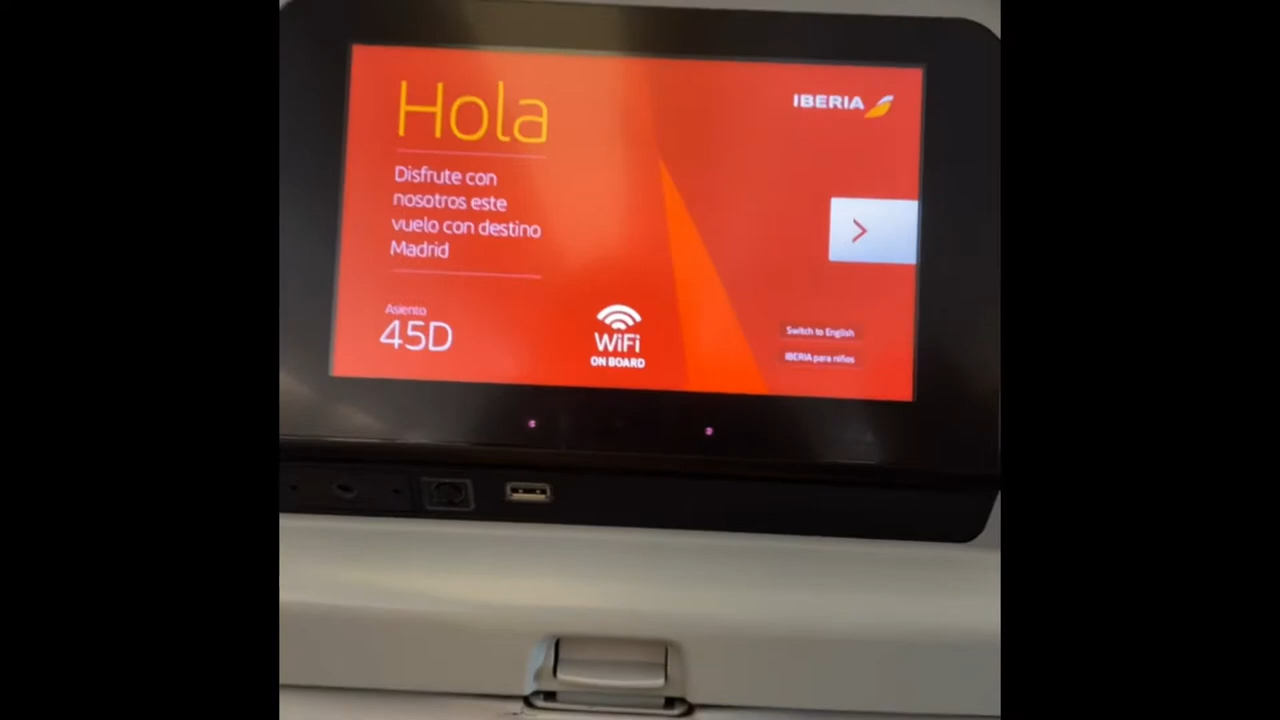 Hola
IBERIA
Disfrute con
nosotros este
vuelo con destino
Madrid
Asiento
45D
WiFi
ON BOARD
Switch to English
IBERIA para niños